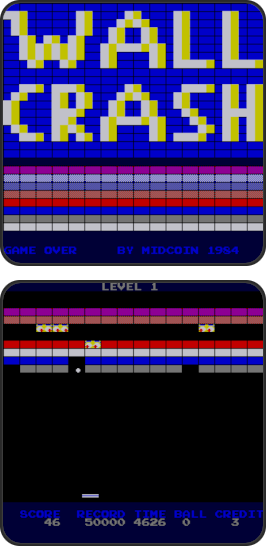 WALL
CRASH
GAME OVER BY MIDCOIN 1984
LEVEL 1
SCORE RECORD TIME BALL CREDIT
46 50000 4626 0 3